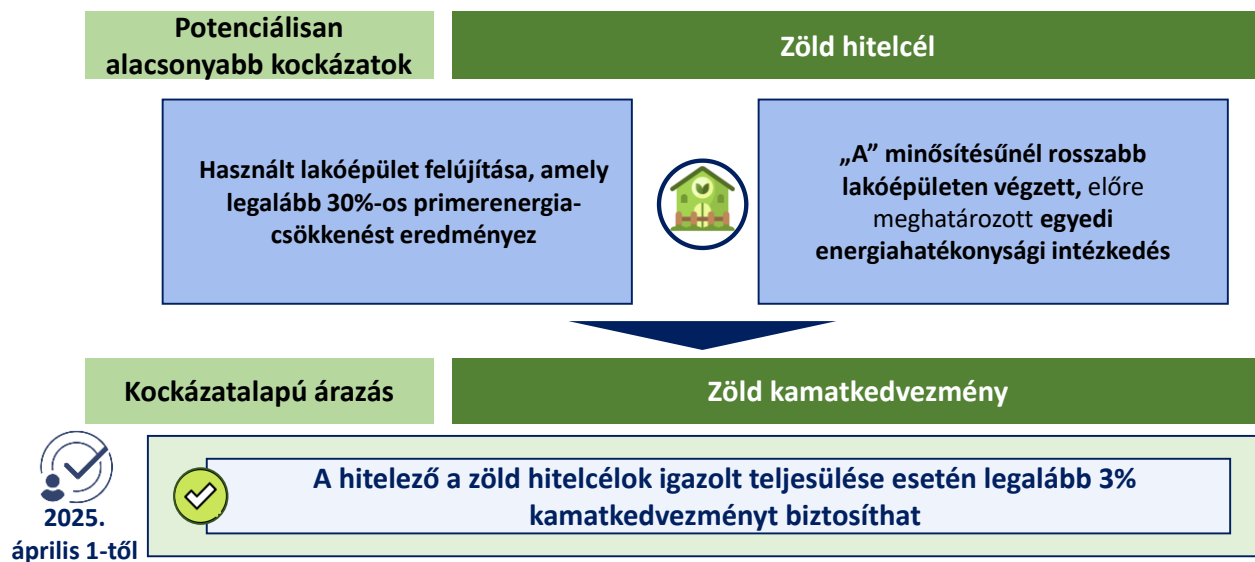 Potenciálisan
alacsonyabb kockázatok
Zöld hitelcél
Használt lakóépület felújítása, amely
legalább 30%-os primerenergia-
csökkenést eredményez
„A” minősítésűnél rosszabb
lakóépületen végzett, előre
meghatározott egyedi
energiahatékonysági intézkedés
Kockázatalapú árazás
Zöld kamatkedvezmény
2025.
április 1-től
A hitelező a zöld hitelcélok igazolt teljesülése esetén legalább 3%
kamatkedvezményt biztosíthat